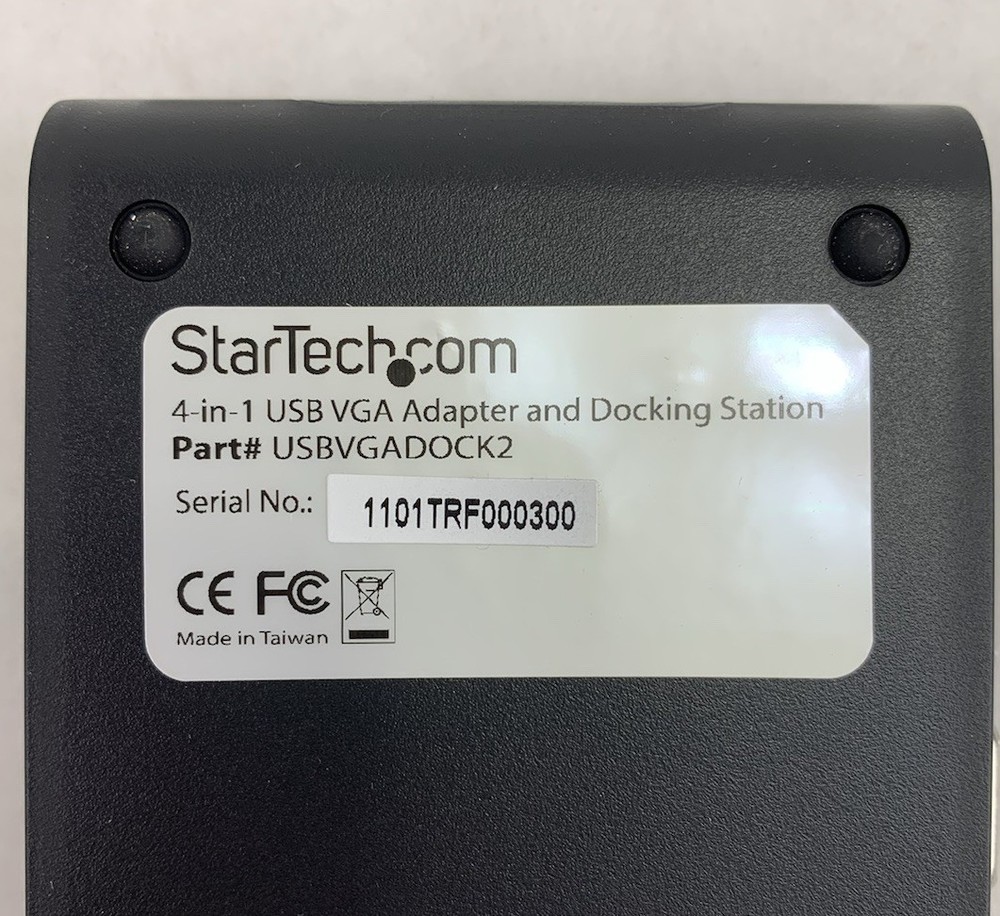 StarTech.com
4-in-1 USB VGA Adapter and Docking Station
Part# USBVGADOCK2
Serial No.: 1101TRF000300
CE FC
Made in Taiwan